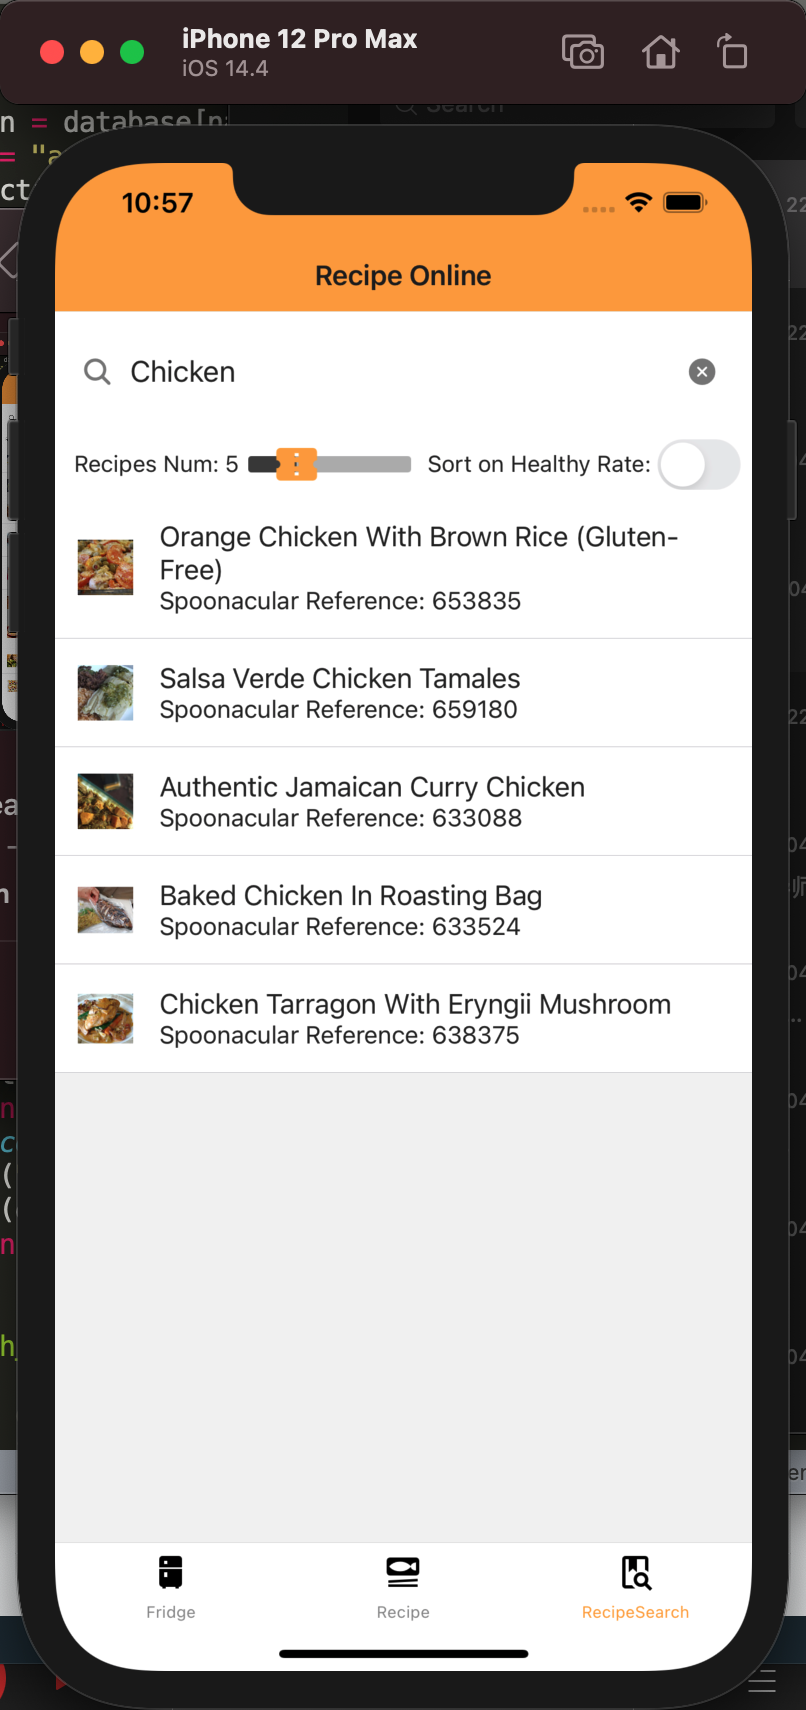 iPhone 12 Pro Max
iOS 14.4
n = database[n
Search
= "a
ct
10:57
Recipe Online
Chicken
Recipes Num: 5
Sort on Healthy Rate:
Orange Chicken With Brown Rice (Gluten-
Free)
Spoonacular Reference: 653835
Salsa Verde Chicken Tamales
Spoonacular Reference: 659180
Authentic Jamaican Curry Chicken
Spoonacular Reference: 633088
Baked Chicken In Roasting Bag
Spoonacular Reference: 633524
Chicken Tarragon With Eryngii Mushroom
Spoonacular Reference: 638375
Fridge
Recipe
RecipeSearch